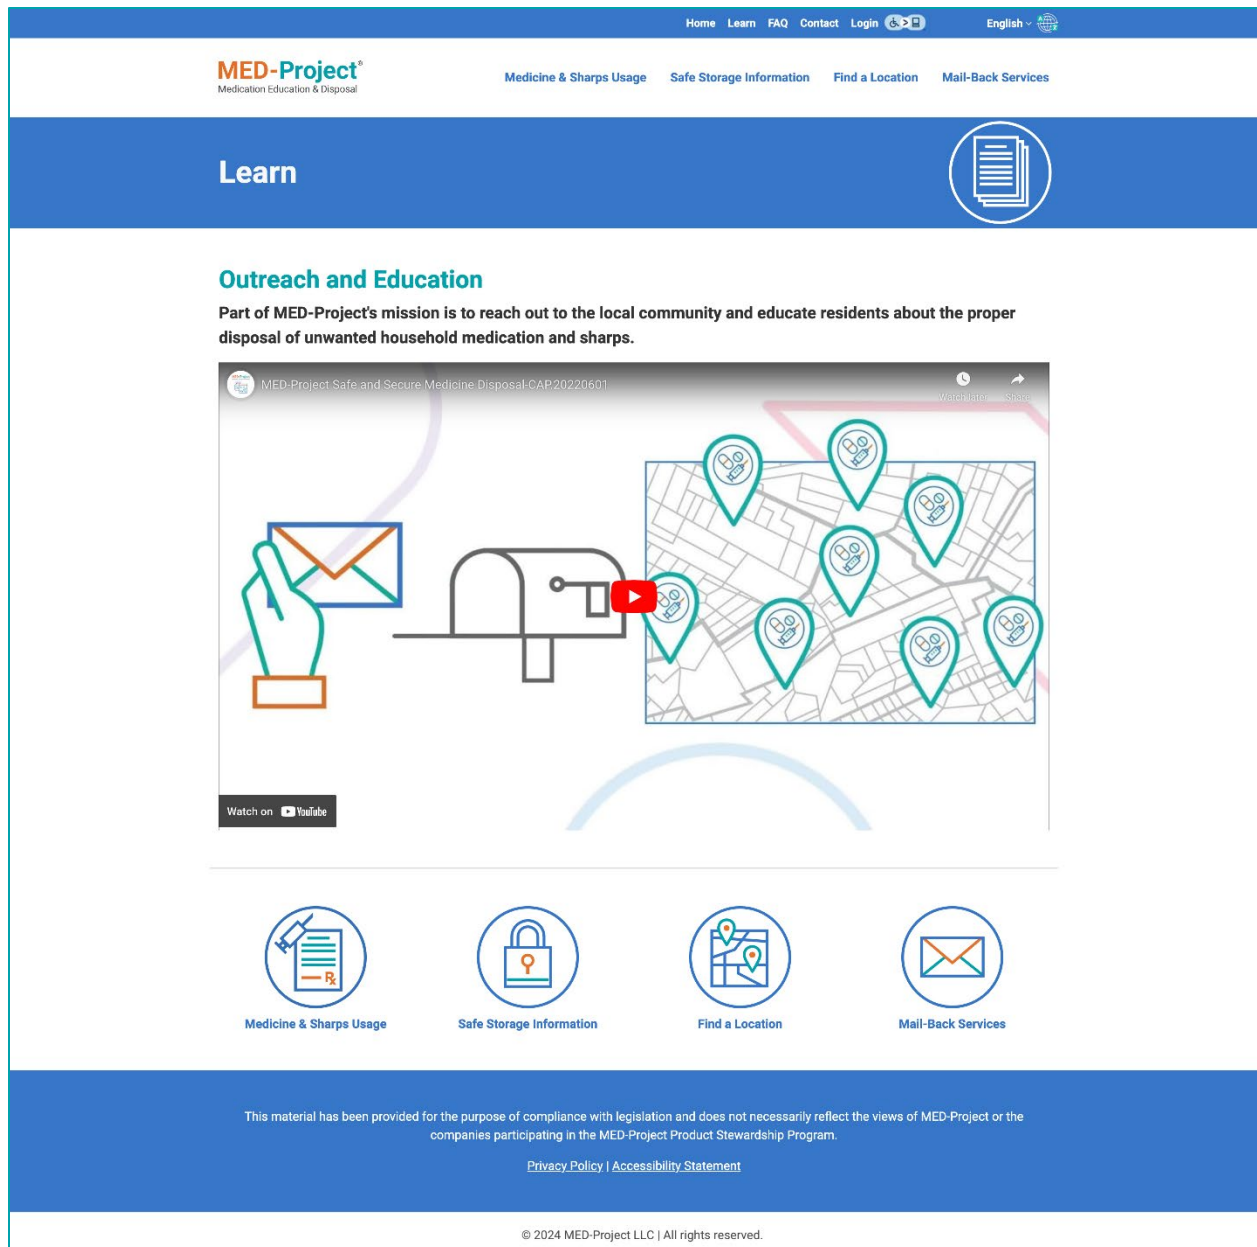 Home Learn FAQ Contact Login English
MED-Project®
Medication Education & Disposal
Medicine & Sharps Usage Safe Storage Information Find a Location Mail-Back Services
Learn
Outreach and Education
Part of MED-Project's mission is to reach out to the local community and educate residents about the proper
disposal of unwanted household medication and sharps.
MED-Project Safe and Secure Medicine Disposal-CAP.20220601
Watch later Share
Watch on YouTube
Rx
Medicine & Sharps Usage Safe Storage Information Find a Location Mail-Back Services
This material has been provided for the purpose of compliance with legislation and does not necessarily reflect the views of MED-Project or the
companies participating in the MED-Project Product Stewardship Program.
Privacy Policy | Accessibility Statement
© 2024 MED-Project LLC | All rights reserved.